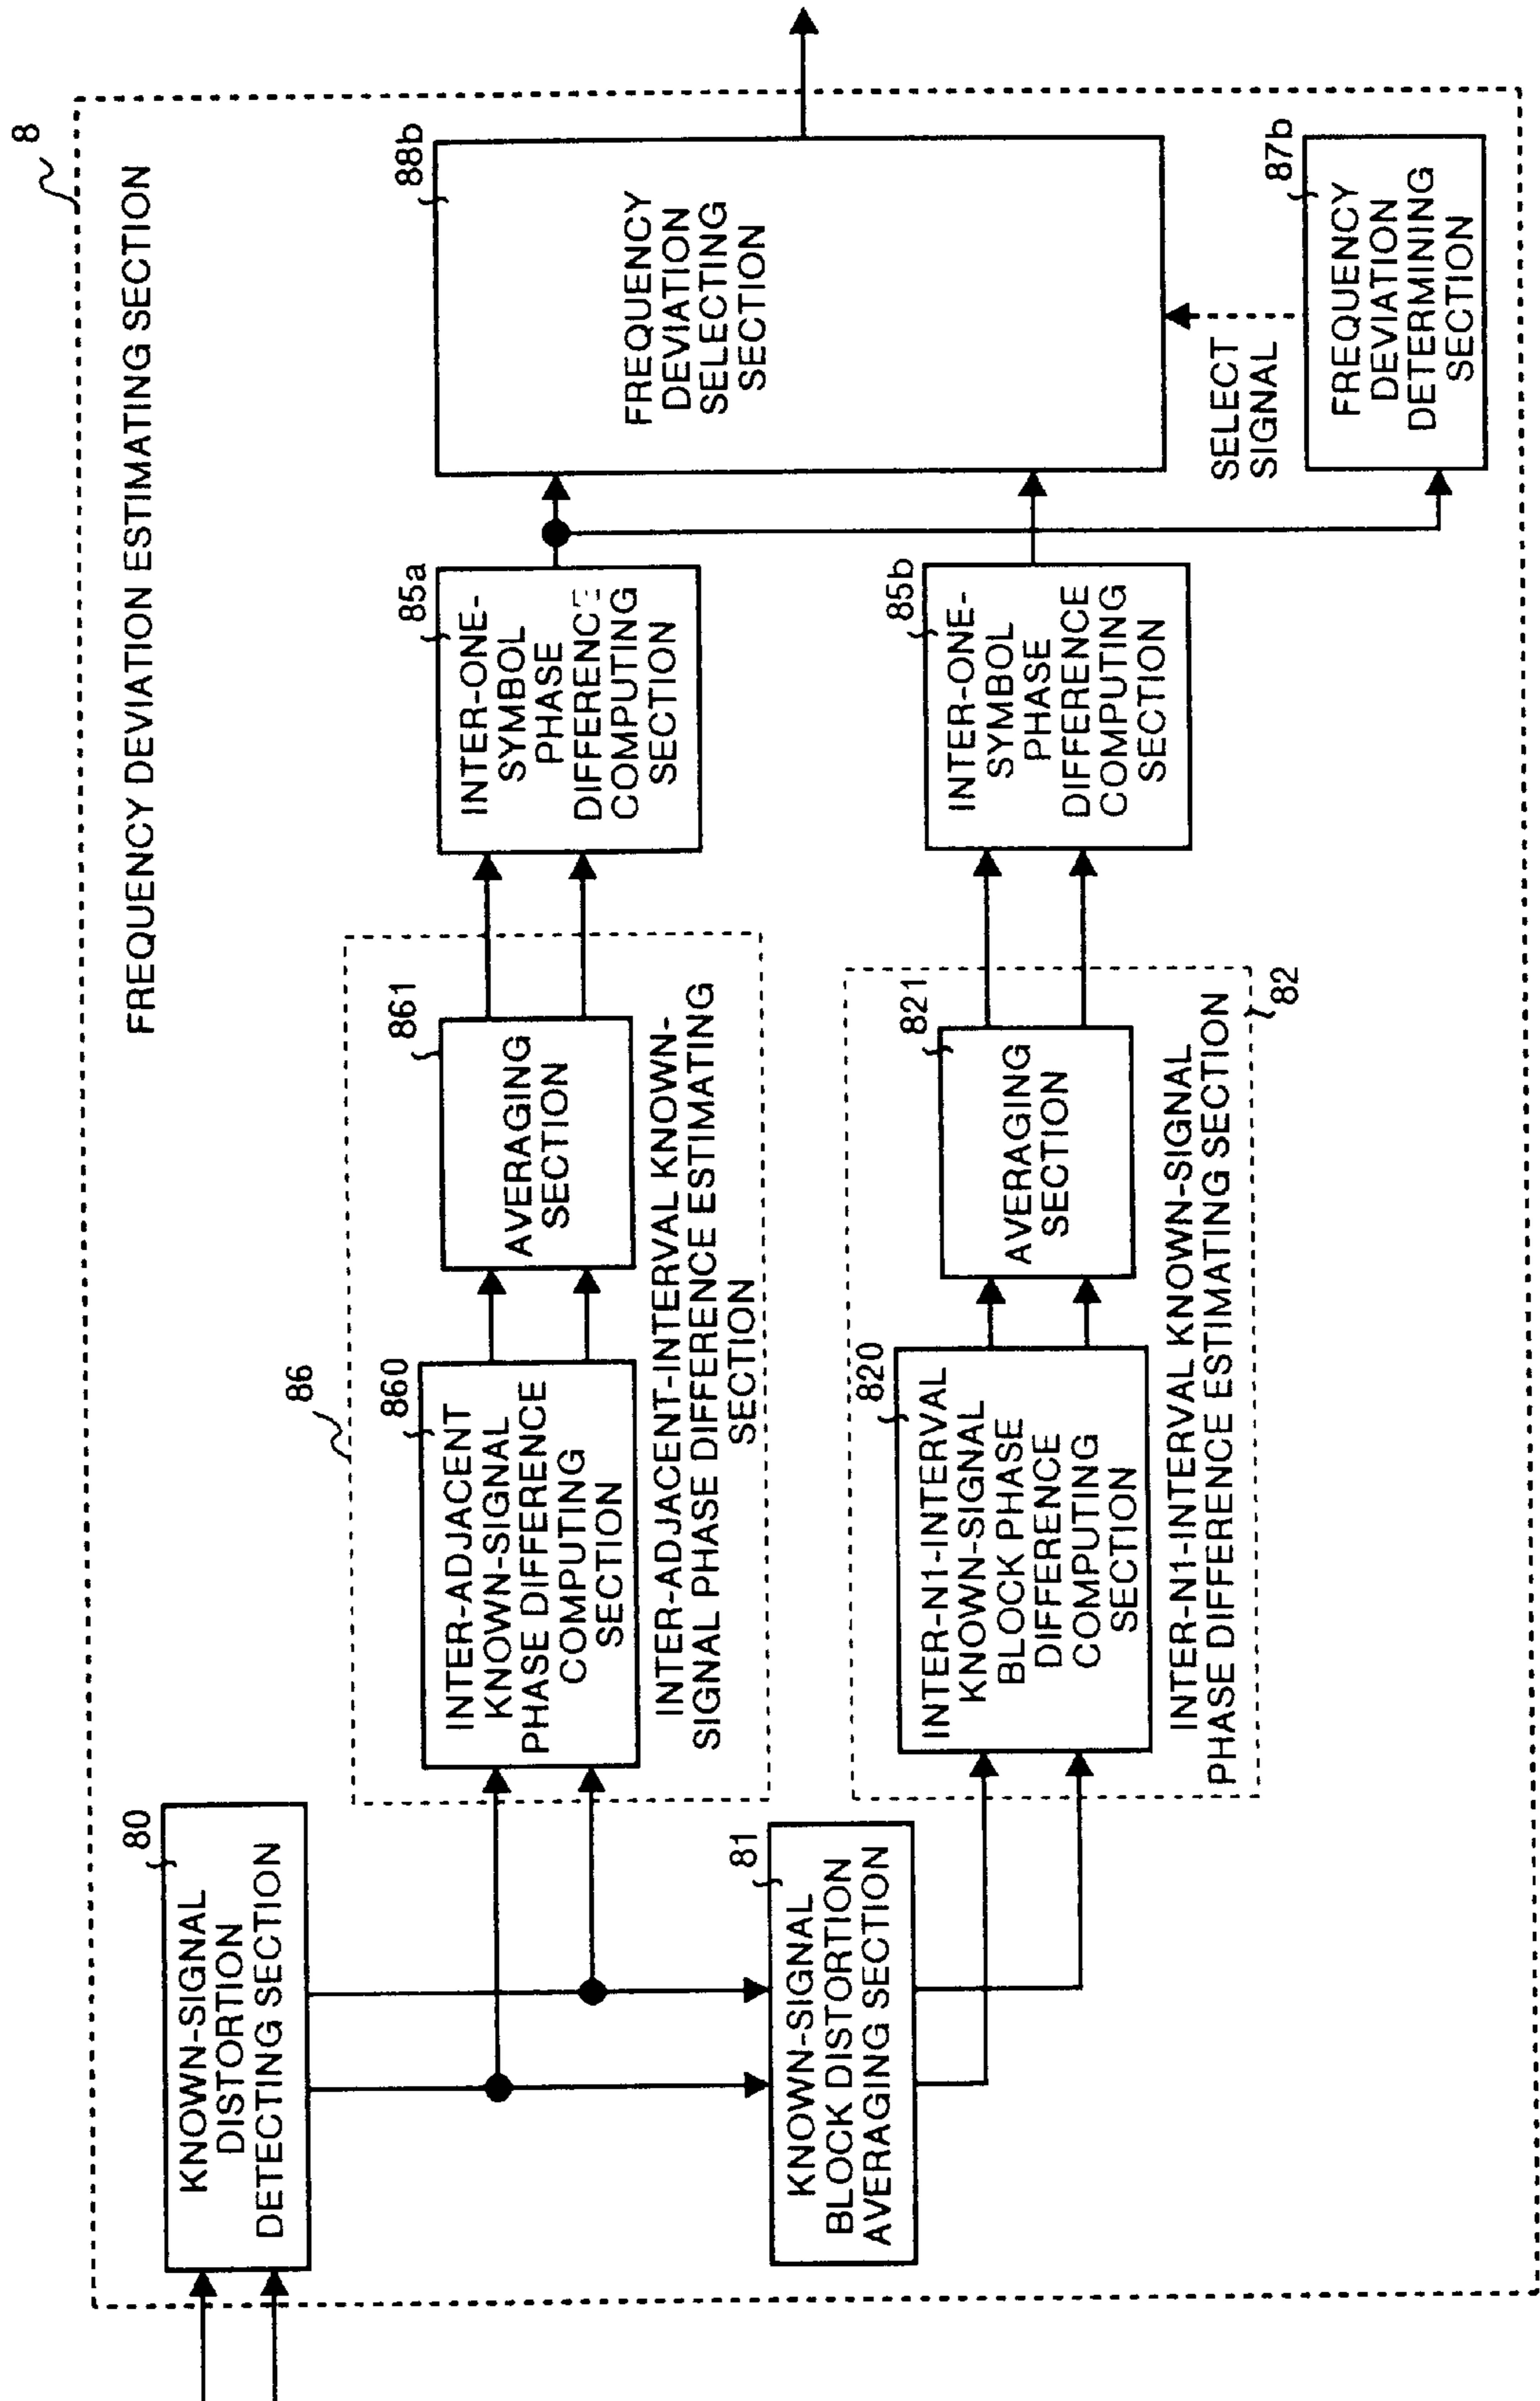 8
FREQUENCY DEVIATION ESTIMATING SECTION
80
KNOWN-SIGNAL
DISTORTION
DETECTING SECTION
86
860
INTER-ADJACENT
KNOWN-SIGNAL
PHASE DIFFERENCE
COMPUTING
SECTION
861
AVERAGING
SECTION
INTER-ADJACENT-INTERVAL KNOWN-
SIGNAL PHASE DIFFERENCE ESTIMATING
SECTION
85a
INTER-ONE-
SYMBOL
PHASE
DIFFERENCE
COMPUTING
SECTION
88b
FREQUENCY
DEVIATION
SELECTING
SECTION
81
KNOWN-SIGNAL
BLOCK DISTORTION
AVERAGING SECTION
820
INTER-N1-INTERVAL
KNOWN-SIGNAL
BLOCK PHASE
DIFFERENCE
COMPUTING
SECTION
821
AVERAGING
SECTION
INTER-N1-INTERVAL KNOWN-SIGNAL
PHASE DIFFERENCE ESTIMATING SECTION
82
85b
INTER-ONE-
SYMBOL
PHASE
DIFFERENCE
COMPUTING
SECTION
SELECT
SIGNAL
87b
FREQUENCY
DEVIATION
DETERMINING
SECTION